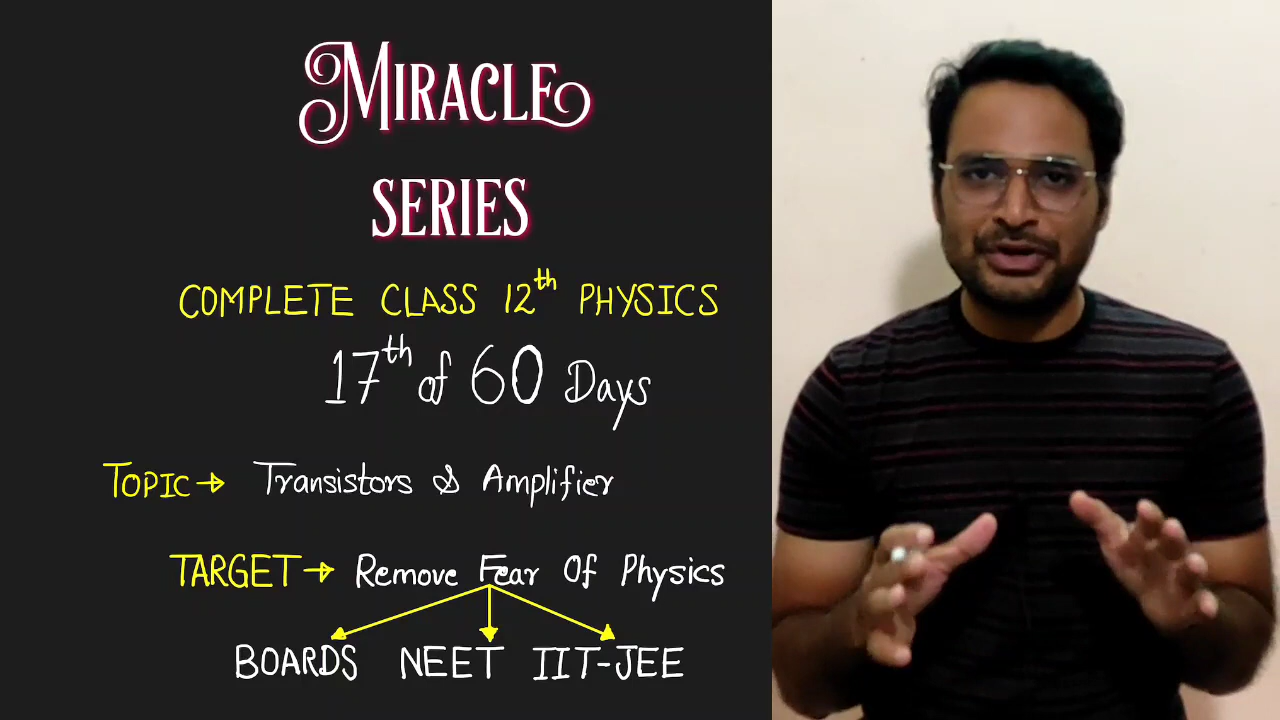 MIRACLE
SERIES
COMPLETE CLASS 12th PHYSICS
17th of 60 Days
TOPIC → Transistors & Amplifier
TARGET → Remove Fear Of Physics
BOARDS NEET IIT-JEE